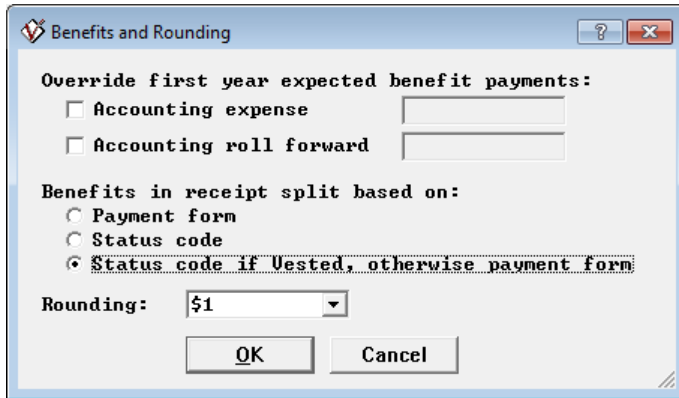 Benefits and Rounding
Override first year expected benefit payments:
Accounting expense
Accounting roll forward
Benefits in receipt split based on:
Payment form
Status code
Status code if Vested, otherwise payment form
Rounding: $1
OK Cancel